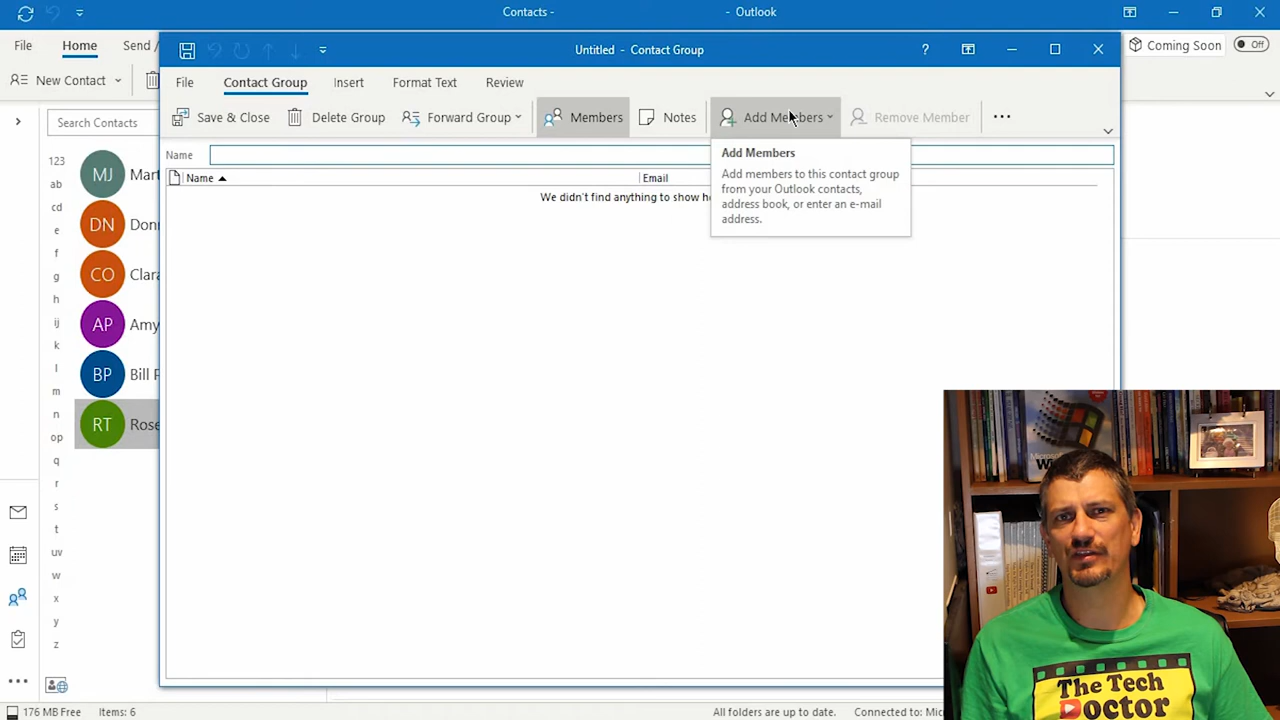 Contacts - - Outlook
File Home Send /
Coming Soon Off
New Contact
Search Contacts
123
ab
cd
e
f
g
h
ij
k
l
m
n
op
q
r
s
t
uv
w
x
y
z
MJ Mart
DN Donn
CO Clara
AP Amy
BP Bill P
RT Rose
Untitled - Contact Group
?
File Contact Group Insert Format Text Review
Save & Close Delete Group Forward Group Members Notes Add Members Remove Member
Name
Name Email
We didn't find anything to show he
Add Members
Add members to this contact group
from your Outlook contacts,
address book, or enter an e-mail
address.
The Tech
Doctor
176 MB Free Items: 6 All folders are up to date. Connected to: Mic